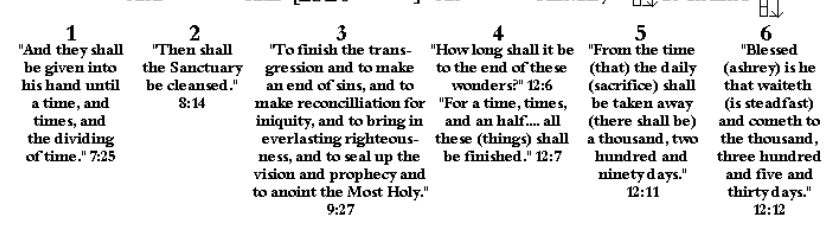 1
"And they shall
be given into
his hand until
a time, and
times, and
the dividing
of time." 7:25
2
"Then shall
the Sanctuary
be cleansed."
8:14
3
"To finish the trans-
gression and to make
an end of sins, and to
make reconcilliation for
iniquity, and to bring in
everlasting righteous-
ness, and to seal up the
vision and prophecy and
to anoint the Most Holy."
9:27
4
"How long shall it be
to the end of these
wonders?" 12:6
"For a time, times,
and an half.... all
these (things) shall
be finished." 12:7
5
"From the time
(that) the daily
(sacrifice) shall
be taken away
(there shall be)
a thousand, two
hundred and
ninety days."
12:11
6
"Blessed
(ashrey) is he
that waiteth
(is steadfast)
and cometh to
the thousand,
three hundred
and five and
thirty days."
12:12